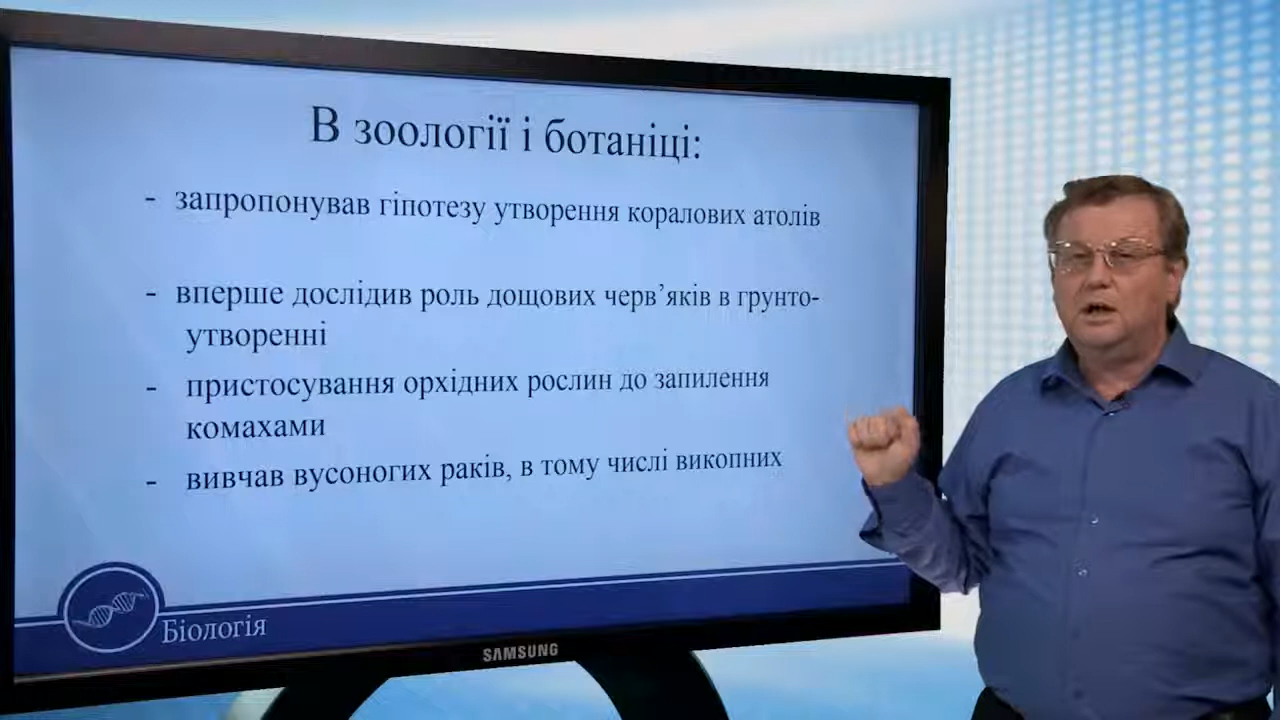 В зоології і ботаніці:
- запропонував гіпотезу утворення коралових атолів
- вперше дослідив роль дощових черв’яків в грунто-
утворенні
- пристосування орхідних рослин до запилення
комахами
- вивчав вусоногих раків, в тому числі викопних
Біологія
SAMSUNG